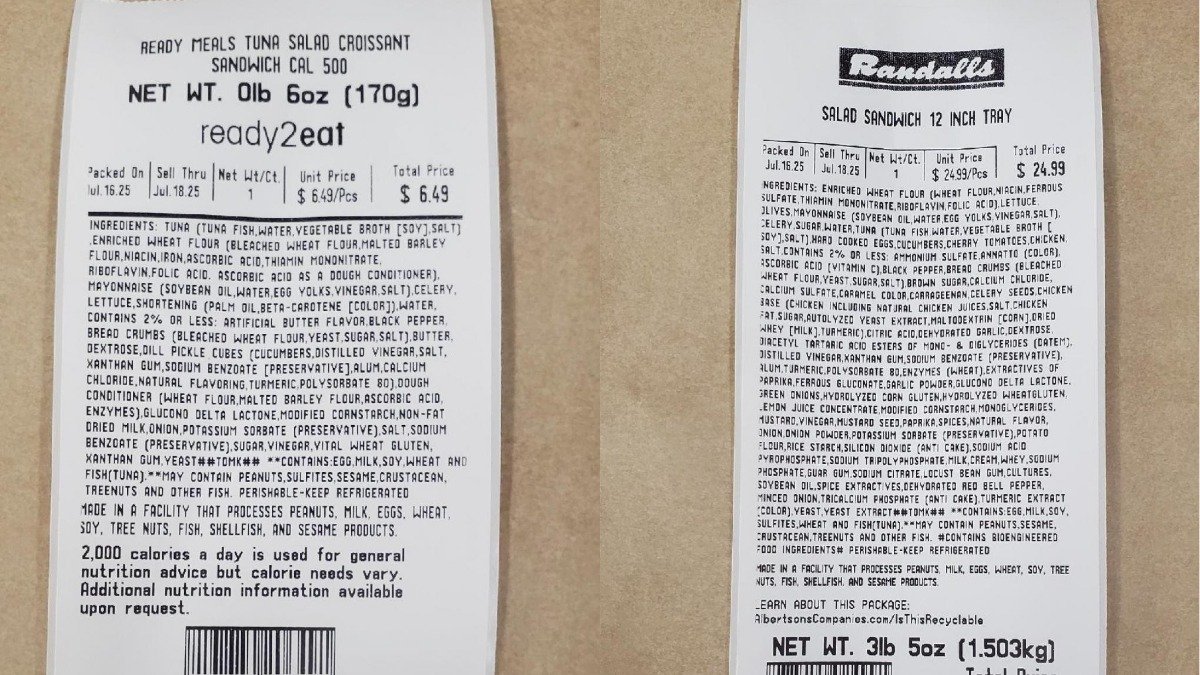 READY MEALS TUNA SALAD CROISSANT
SANDWICH CAL 500
NET WT. 0lb 6oz (170g)
ready2eat
Packed On Sell Thru Net Wt/Ct. Unit Price Total Price
Jul.16.25 Jul.18.25 1 $ 6.49/Pcs $ 6.49
INGREDIENTS: TUNA (TUNA FISH,WATER,VEGETABLE BROTH [SOY],SALT)
,ENRICHED WHEAT FLOUR (BLEACHED WHEAT FLOUR,MALTED BARLEY
FLOUR,NIACIN,IRON,ASCORBIC ACID,THIAMIN MONONITRATE,
RIBOFLAVIN,FOLIC ACID. ASCORBIC ACID AS A DOUGH CONDITIONER),
MAYONNAISE (SOYBEAN OIL,WATER,EGG YOLKS,VINEGAR,SALT),CELERY,
LETTUCE,SHORTENING (PALM OIL,BETA-CAROTENE [COLOR]),WATER,
CONTAINS 2% OR LESS: ARTIFICIAL BUTTER FLAVOR,BLACK PEPPER,
BREAD CRUMBS (BLEACHED WHEAT FLOUR,YEAST,SUGAR,SALT),BUTTER,
DEXTROSE,DILL PICKLE CUBES (CUCUMBERS,DISTILLED VINEGAR,SALT,
XANTHAN GUM,SODIUM BENZOATE [PRESERVATIVE],ALUM,CALCIUM
CHLORIDE,NATURAL FLAVORING,TURMERIC,POLYSORBATE 80),DOUGH
CONDITIONER (WHEAT FLOUR,MALTED BARLEY FLOUR,ASCORBIC ACID,
ENZYMES),GLUCONO DELTA LACTONE,MODIFIED CORNSTARCH,NON-FAT
DRIED MILK,ONION,POTASSIUM SORBATE (PRESERVATIVE),SALT,SODIUM
BENZOATE (PRESERVATIVE),SUGAR,VINEGAR,VITAL WHEAT GLUTEN,
XANTHAN GUM,YEAST##TDMK## **CONTAINS:EGG,MILK,SOY,WHEAT AND
FISH(TUNA).**MAY CONTAIN PEANUTS,SULFITES,SESAME,CRUSTACEAN,
TREENUTS AND OTHER FISH. PERISHABLE-KEEP REFRIGERATED
MADE IN A FACILITY THAT PROCESSES PEANUTS, MILK, EGGS, WHEAT,
SOY, TREE NUTS, FISH, SHELLFISH, AND SESAME PRODUCTS.
2,000 calories a day is used for general
nutrition advice but calorie needs vary.
Additional nutrition information available
upon request.
Randalls
SALAD SANDWICH 12 INCH TRAY
Packed On Sell Thru Net Wt/Ct. Unit Price Total Price
Jul.16.25 Jul.18.25 1 $ 24.99/Pcs $ 24.99
INGREDIENTS: ENRICHED WHEAT FLOUR (WHEAT FLOUR,NIACIN,FERROUS
SULFATE,THIAMIN MONONITRATE,RIBOFLAVIN,FOLIC ACID),LETTUCE,
OLIVES,MAYONNAISE (SOYBEAN OIL,WATER,EGG YOLKS,VINEGAR,SALT),
CELERY,SUGAR,WATER,TUNA (TUNA FISH,WATER,VEGETABLE BROTH [
SOY],SALT),HARD COOKED EGGS,CUCUMBERS,CHERRY TOMATOES,CHICKEN,
SALT,CONTAINS 2% OR LESS: AMMONIUM SULFATE,ANNATTO (COLOR),
ASCORBIC ACID (VITAMIN C),BLACK PEPPER,BREAD CRUMBS (BLEACHED
WHEAT FLOUR,YEAST,SUGAR,SALT),BROWN SUGAR,CALCIUM CHLORIDE,
CALCIUM SULFATE,CARAMEL COLOR,CARRAGEENAN,CELERY SEEDS,CHICKEN
BASE (CHICKEN INCLUDING NATURAL CHICKEN JUICES,SALT,CHICKEN
FAT,SUGAR,AUTOLYZED YEAST EXTRACT,MALTODEXTRIN [CORN],DRIED
WHEY [MILK],TURMERIC),CITRIC ACID,DEHYDRATED GARLIC,DEXTROSE,
DIACETYL TARTARIC ACID ESTERS OF MONO- & DIGLYCERIDES (DATEM),
DISTILLED VINEGAR,XANTHAN GUM,SODIUM BENZOATE (PRESERVATIVE),
ALUM,TURMERIC,POLYSORBATE 80,ENZYMES (WHEAT),EXTRACTIVES OF
PAPRIKA,FERROUS GLUCONATE,GARLIC POWDER,GLUCONO DELTA LACTONE,
GREEN ONIONS,HYDROLYZED CORN GLUTEN,HYDROLYZED WHEATGLUTEN,
LEMON JUICE CONCENTRATE,MODIFIED CORNSTARCH,MONOGLYCERIDES,
MUSTARD,VINEGAR,MUSTARD SEED,PAPRIKA,SPICES,NATURAL FLAVOR,
ONION,ONION POWDER,POTASSIUM SORBATE (PRESERVATIVE),POTATO
FLOUR,RICE STARCH,SILICON DIOXIDE (ANTI CAKE),SODIUM ACID
PYROPHOSPHATE,SODIUM TRIPOLYPHOSPHATE,MILK,CREAM,WHEY,SODIUM
PHOSPHATE,GUAR GUM,SODIUM CITRATE,LOCUST BEAN GUM,CULTURES,
SOYBEAN OIL,SPICE EXTRACTIVES,DEHYDRATED RED BELL PEPPER,
MINCED ONION,TRICALCIUM PHOSPHATE (ANTI CAKE),TURMERIC EXTRACT
(COLOR),YEAST,YEAST EXTRACT##TDMK## **CONTAINS:EGG,MILK,SOY,
SULFITES,WHEAT AND FISH(TUNA).**MAY CONTAIN PEANUTS,SESAME,
CRUSTACEAN,TREENUTS AND OTHER FISH. #CONTAINS BIOENGINEERED
FOOD INGREDIENTS# PERISHABLE-KEEP REFRIGERATED
MADE IN A FACILITY THAT PROCESSES PEANUTS, MILK, EGGS, WHEAT, SOY, TREE
NUTS, FISH, SHELLFISH, AND SESAME PRODUCTS.
LEARN ABOUT THIS PACKAGE:
AlbertsonsCompanies.com/IsThisRecyclable
NET WT. 3lb 5oz (1.503kg)
Total Price